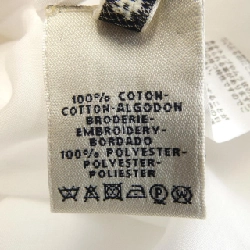 100% COTON-
COTTON-ALGODON
BRODERIE-
EMBROIDERY-
BORDADO
100% POLYESTER-
POLYESTER-
POLIESTER